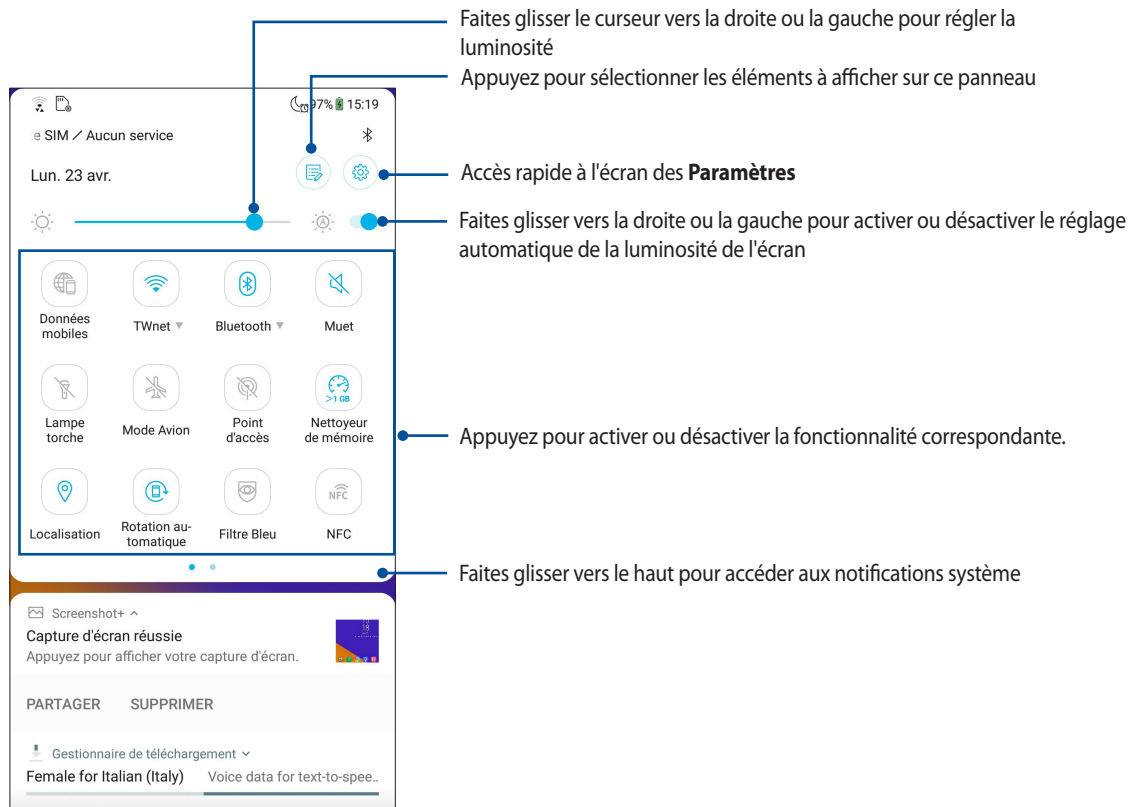 Faites glisser le curseur vers la droite ou la gauche pour régler la
luminosité
Appuyez pour sélectionner les éléments à afficher sur ce panneau
97% 15:19
e SIM / Aucun service
Lun. 23 avr.
Accès rapide à l'écran des Paramètres
A
Faites glisser vers la droite ou la gauche pour activer ou désactiver le réglage
automatique de la luminosité de l'écran
Données
mobiles
TWnet
Bluetooth
Muet
>1 GB
Lampe
torche
Mode Avion
Point
d'accès
Nettoyeur
de mémoire
Appuyez pour activer ou désactiver la fonctionnalité correspondante.
NFC
Localisation
Rotation au-
tomatique
Filtre Bleu
NFC
Faites glisser vers le haut pour accéder aux notifications système
Screenshot+
Capture d'écran réussie
Appuyez pour afficher votre capture d'écran.
PARTAGER SUPPRIMER
Gestionnaire de téléchargement
Female for Italian (Italy) Voice data for text-to-spee..